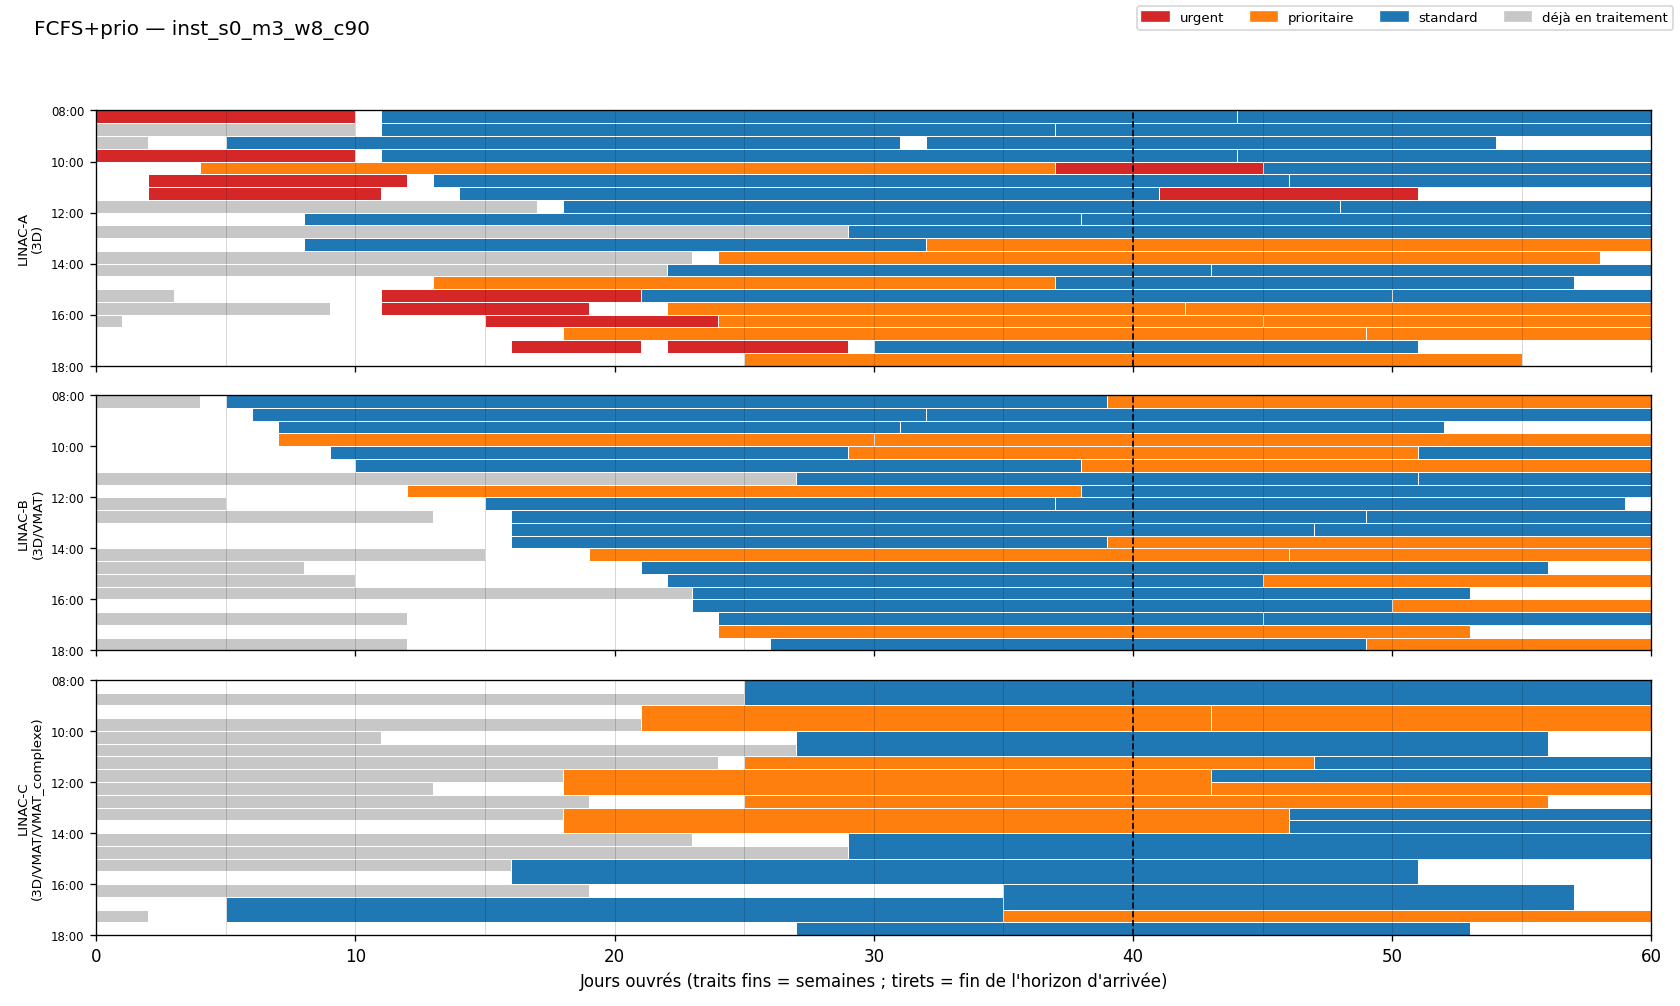 FCFS+prio — inst_s0_m3_w8_c90
urgent prioritaire standard déjà en traitement
LINAC-A
(3D)
08:00
10:00
12:00
14:00
16:00
18:00
LINAC-B
(3D/VMAT)
08:00
10:00
12:00
14:00
16:00
18:00
LINAC-C
(3D/VMAT/VMAT_complexe)
08:00
10:00
12:00
14:00
16:00
18:00
0 10 20 30 40 50 60
Jours ouvrés (traits fins = semaines ; tirets = fin de l'horizon d'arrivée)